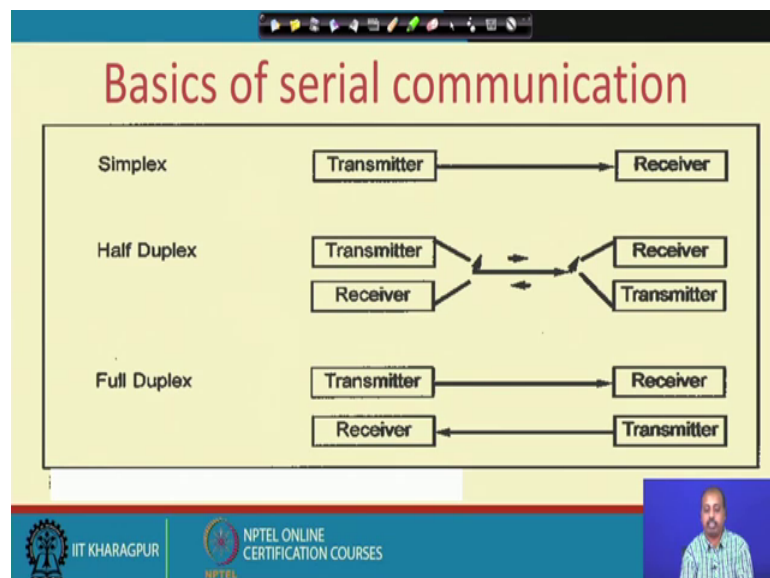 Basics of serial communication
Simplex Transmitter Receiver
Half Duplex Transmitter Receiver
Receiver Transmitter
Full Duplex Transmitter Receiver
Receiver Transmitter
IIT KHARAGPUR
NPTEL
NPTEL ONLINE
CERTIFICATION COURSES